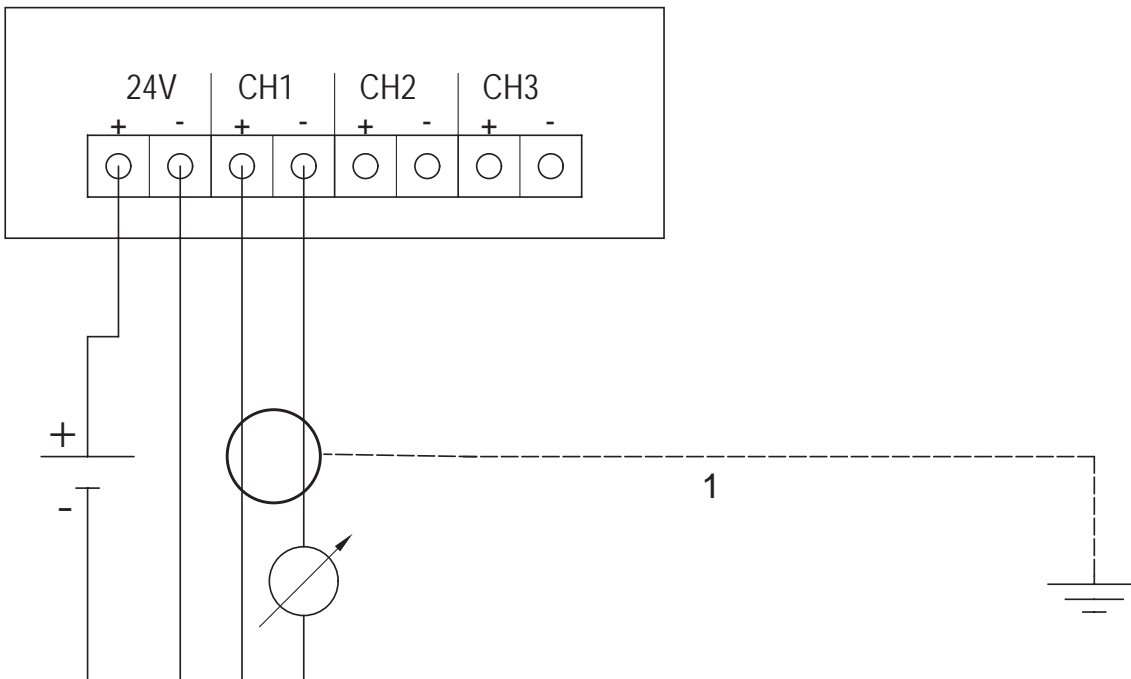 24V CH1 CH2 CH3
+ - + - + - + -
+
-
1